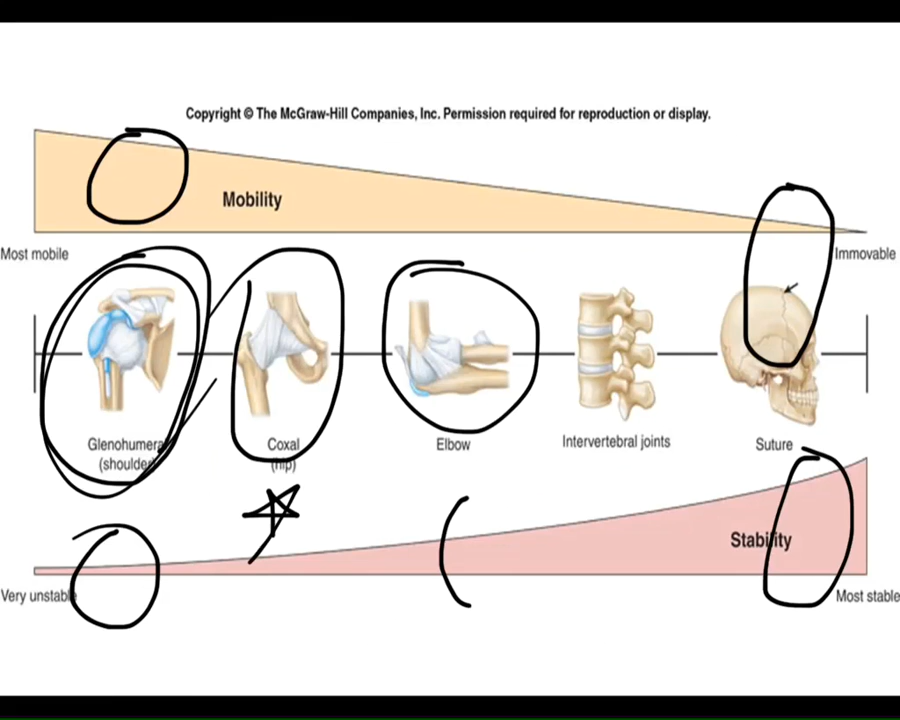 Copyright © The McGraw-Hill Companies, Inc. Permission required for reproduction or display.
Mobility
Most mobile
Immovable
Glenohumeral
(shoulder)
Coxal
(hip)
Elbow
Intervertebral joints
Suture
Stability
Very unstable
Most stable